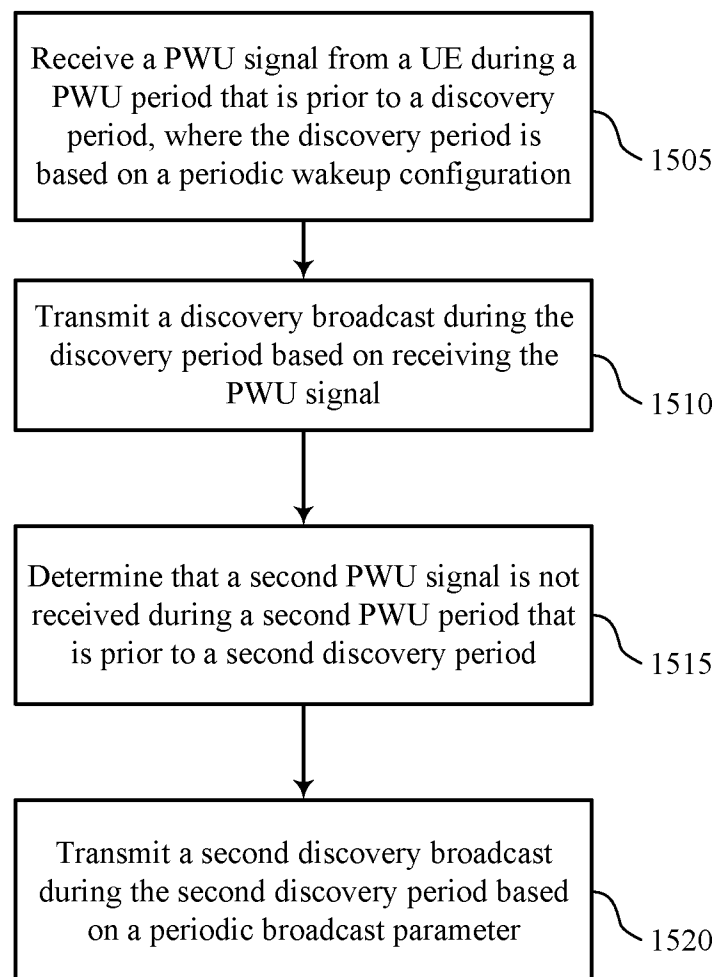 Receive a PWU signal from a UE during a
PWU period that is prior to a discovery
period, where the discovery period is
based on a periodic wakeup configuration
1505
Transmit a discovery broadcast during the
discovery period based on receiving the
PWU signal
1510
Determine that a second PWU signal is not
received during a second PWU period that
is prior to a second discovery period
1515
Transmit a second discovery broadcast
during the second discovery period based
on a periodic broadcast parameter
1520